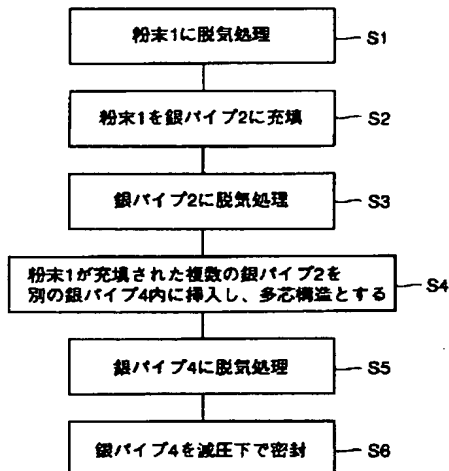 粉末1に脱気処理
S1
粉末1を銀パイプ2に充填
S2
銀パイプ2に脱気処理
S3
粉末1が充填された複数の銀パイプ2を
別の銀パイプ4内に挿入し、多芯構造とする
S4
銀パイプ4に脱気処理
S5
銀パイプ4を減圧下で密封
S6